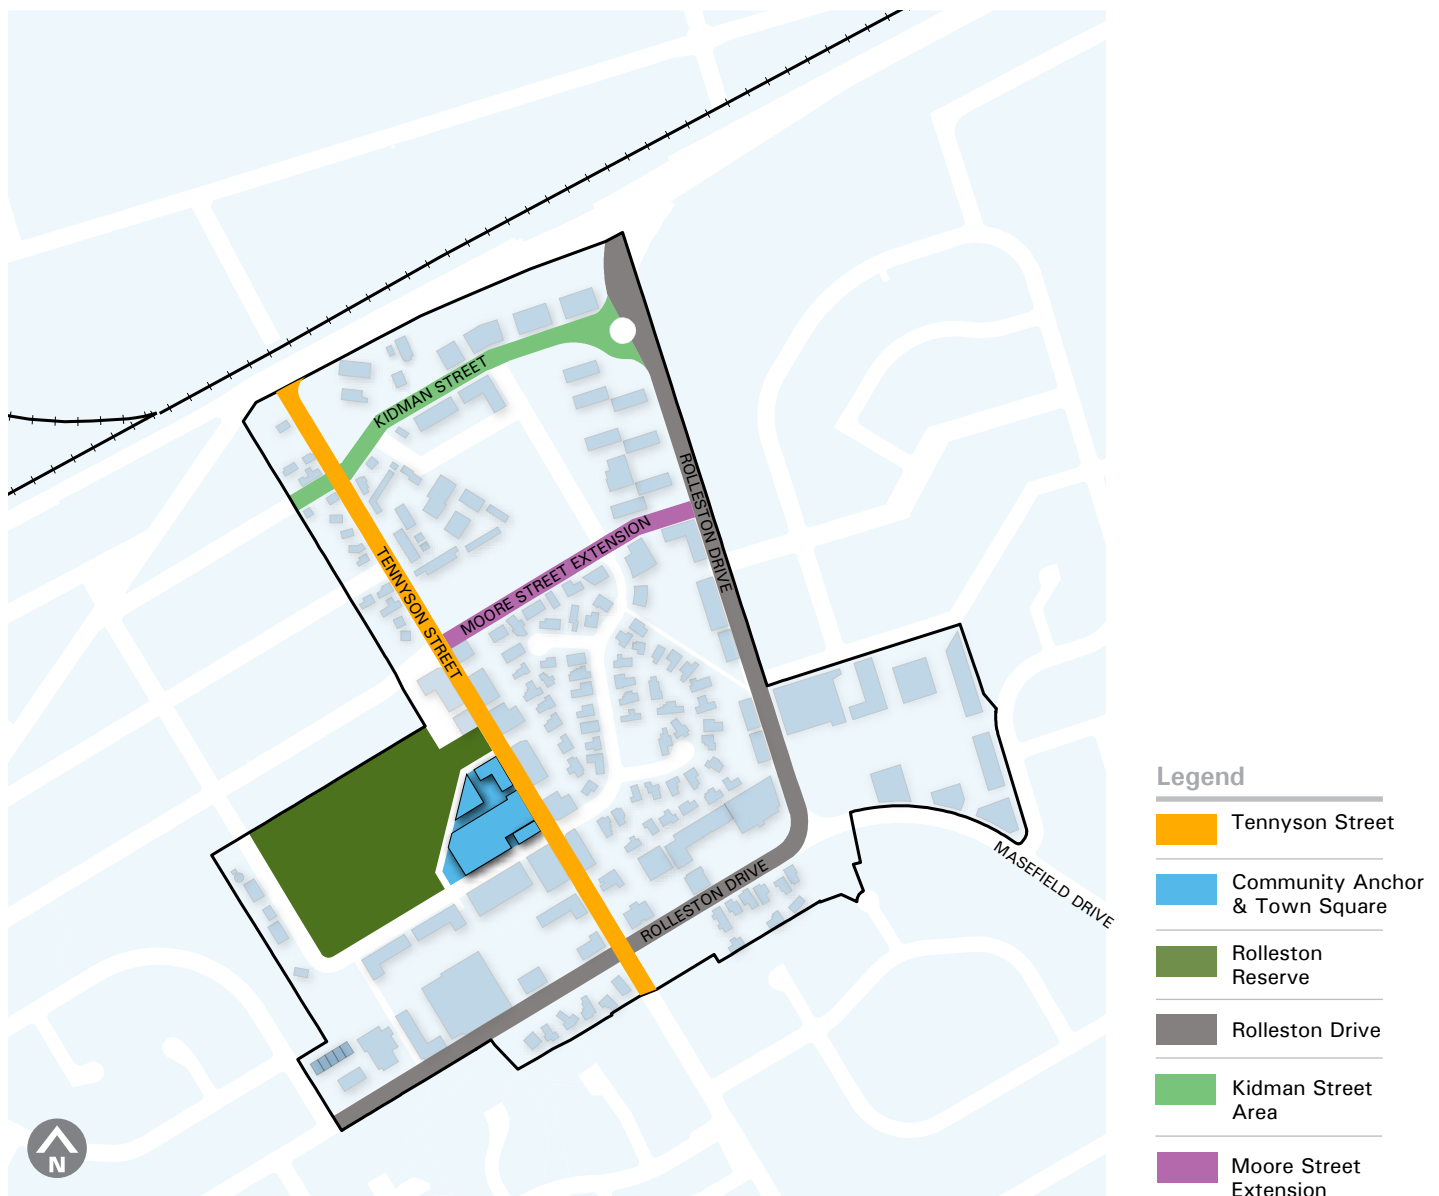 KIDMAN STREET
ROLLESTON DRIVE
MOORE STREET EXTENSION
TENNYSON STREET
ROLLESTON DRIVE
MASEFIELD DRIVE
N
Legend
Tennyson Street
Community Anchor
& Town Square
Rolleston
Reserve
Rolleston Drive
Kidman Street
Area
Moore Street
Extension